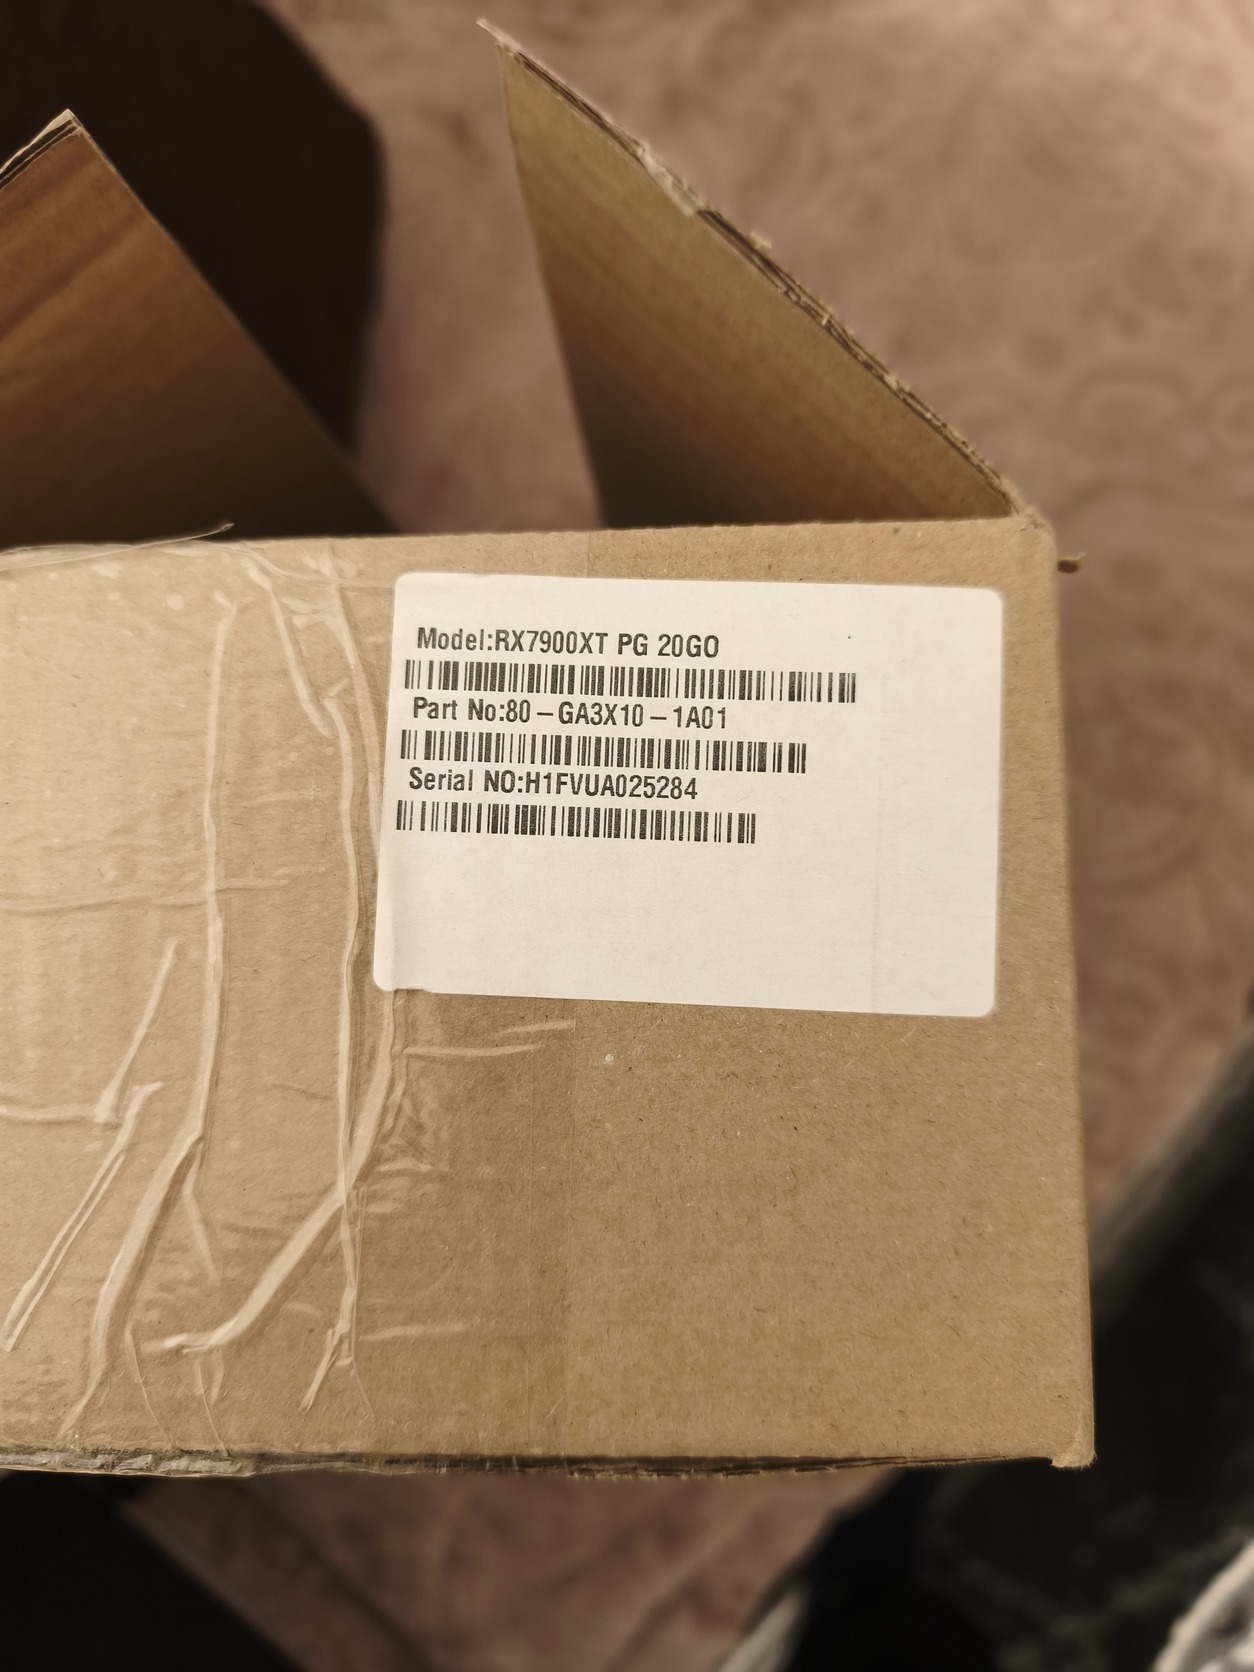 Model:RX7900XT PG 20GO
Part No:80-GA3X10-1A01
Serial NO:H1FVUA025284